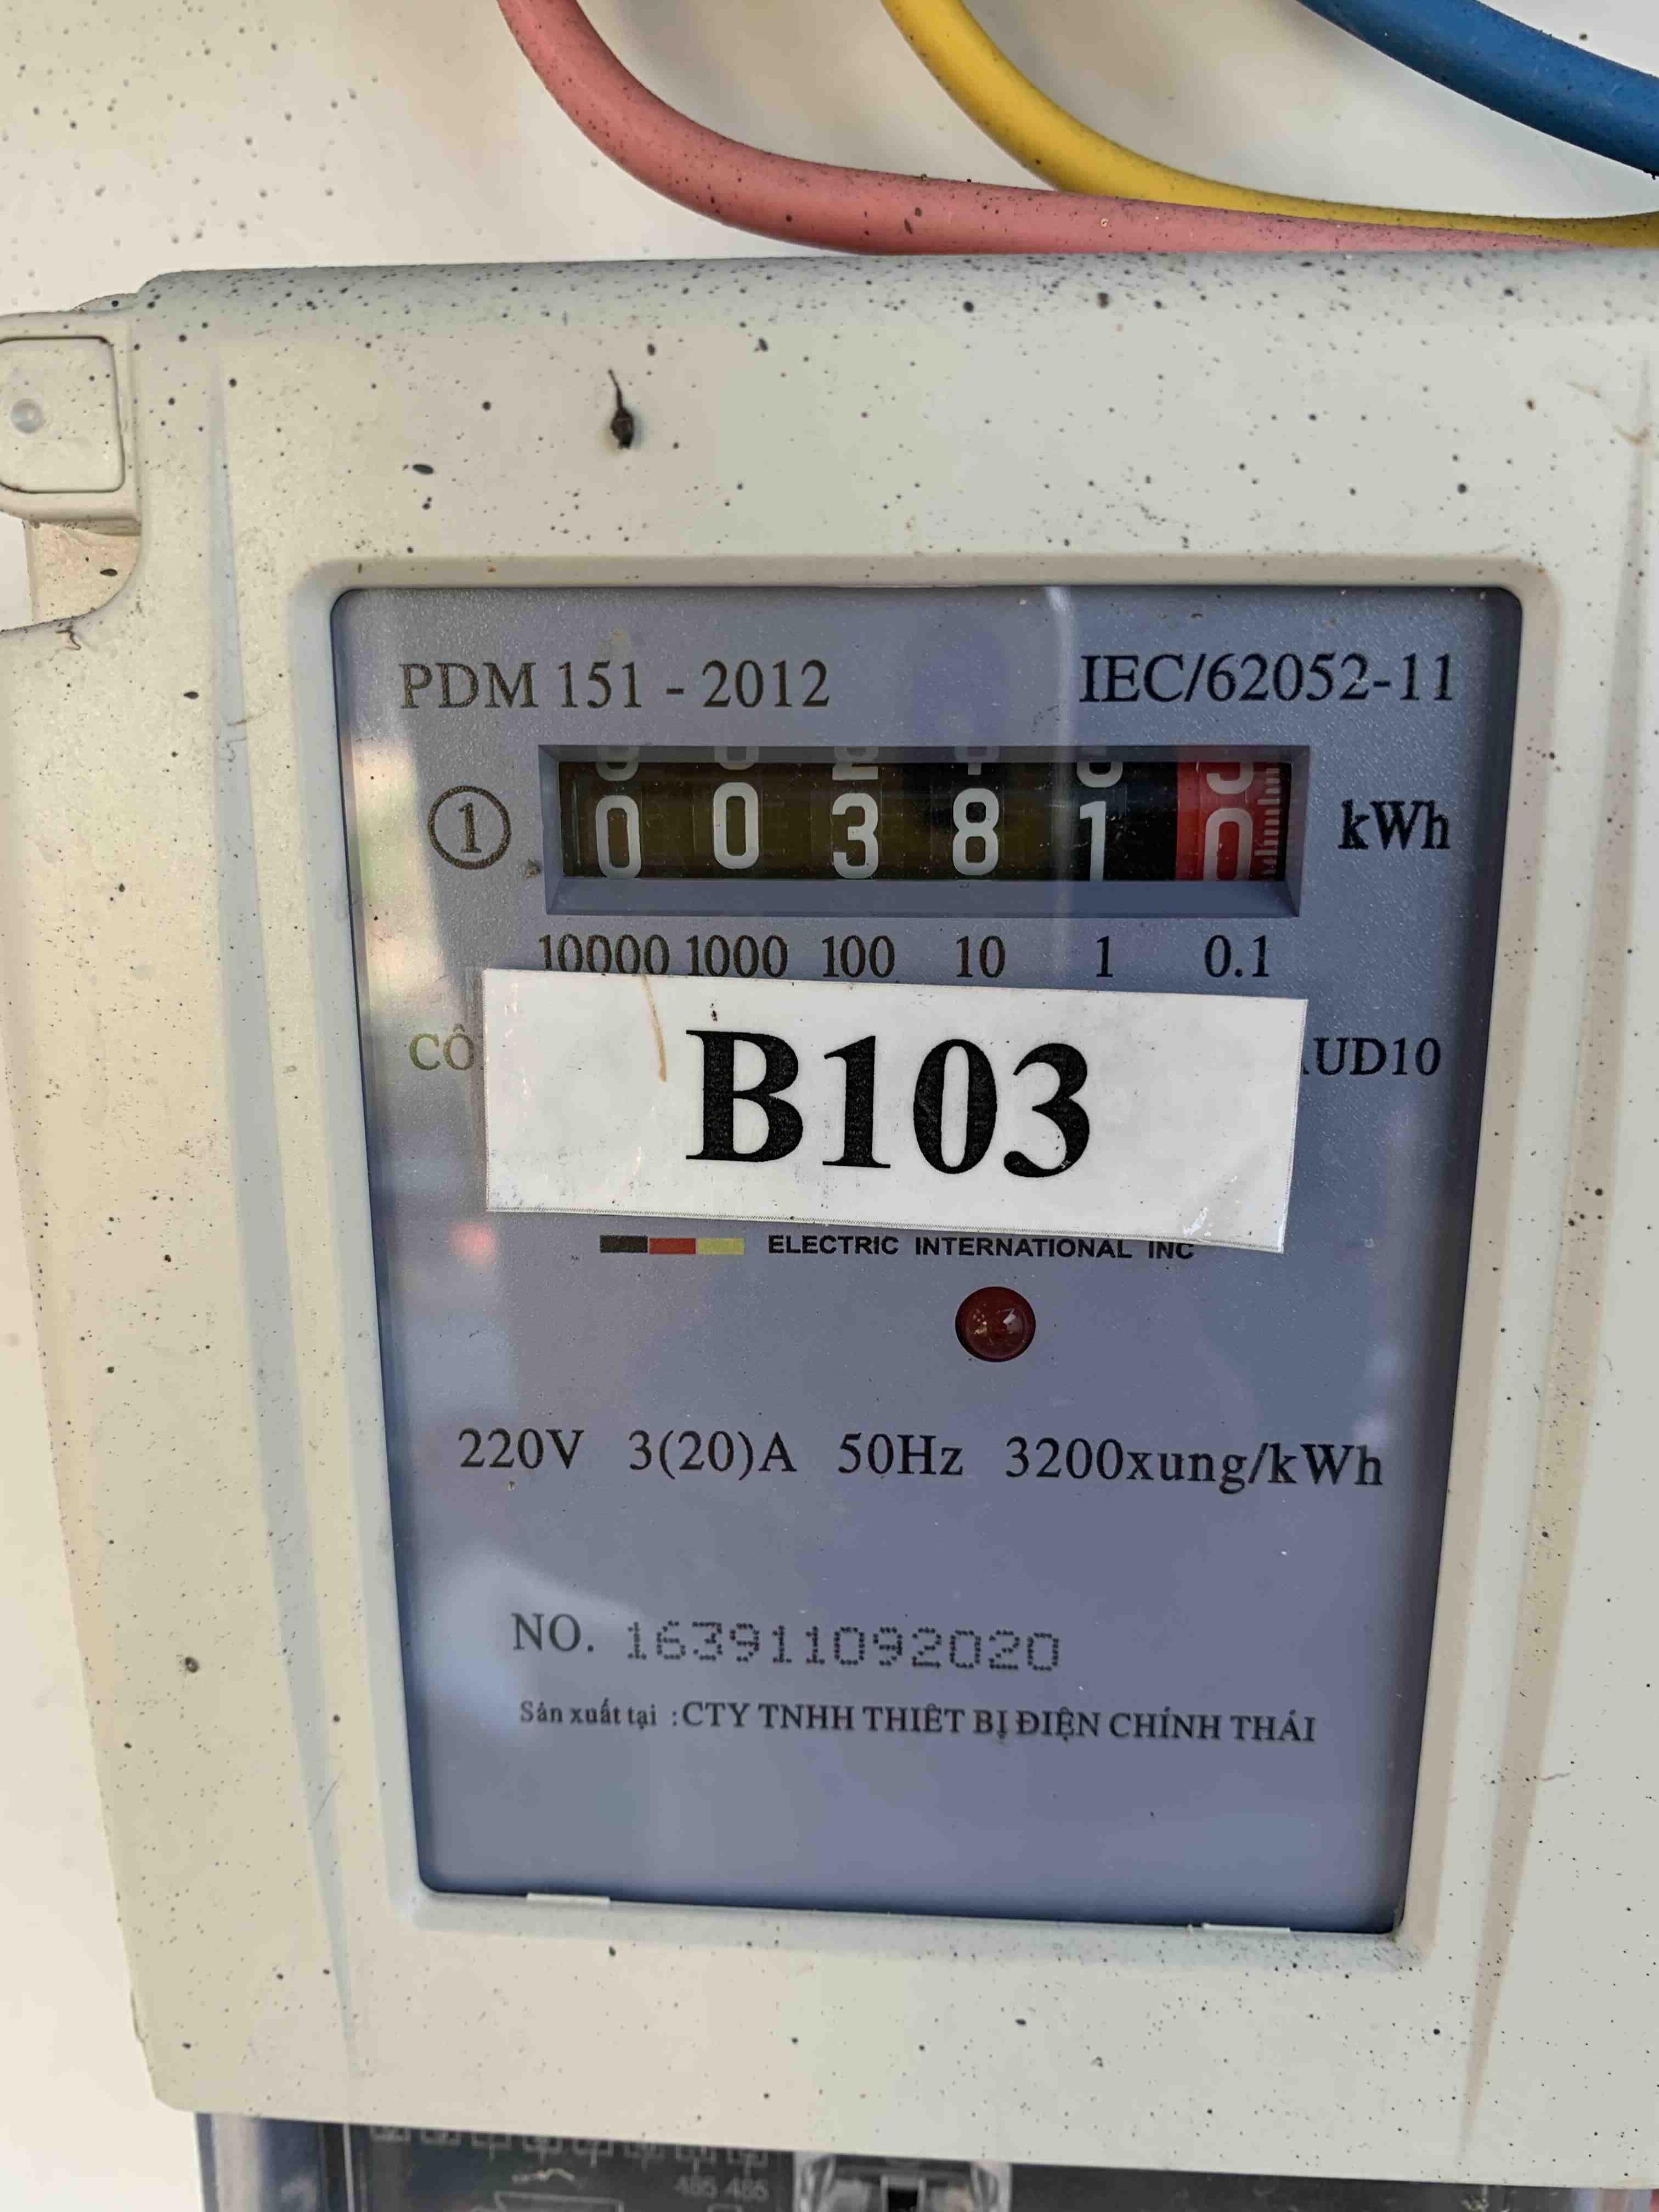 PDM 151 - 2012 IEC/62052-11
1 0 0 3 8 1 0 kWh
10000 1000 100 10 1 0.1
B103
UD10
ELECTRIC INTERNATIONAL INC
220V 3(20)A 50Hz 3200xung/kWh
NO. 163911092020
Sản xuất tại : CTY TNHH THIẾT BỊ ĐIỆN CHÍNH THÁI
485 485